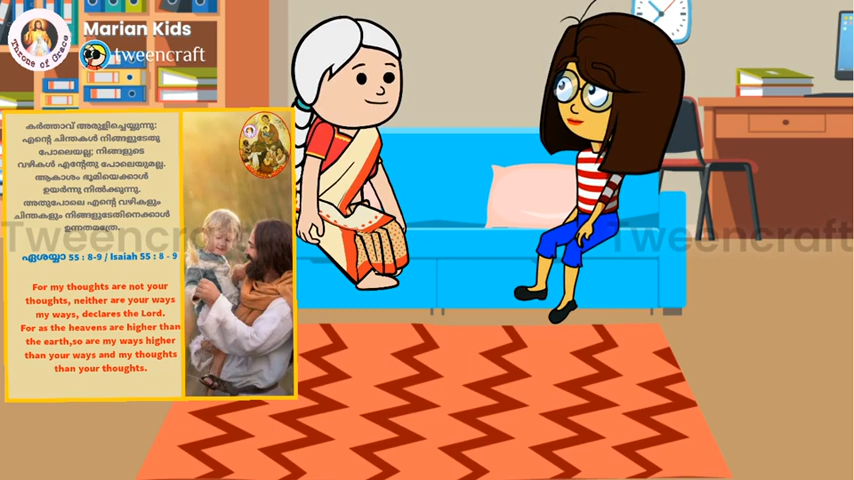 Marian Kids
tweencraft
Throne of Grace
കർത്താവ് അരുളിച്ചെയ്യുന്നു:
എന്റെ ചിന്തകൾ നിങ്ങളുടേതു
പോലെയല്ല; നിങ്ങളുടെ
വഴികൾ എന്റേതു പോലെയുമല്ല.
ആകാശം ഭൂമിയെക്കാൾ
ഉയർന്നു നിൽക്കുന്നു.
അതുപോലെ എന്റെ വഴികളും
ചിന്തകളും നിങ്ങളുടേതിനെക്കാൾ
ഉന്നതമത്രേ.
ഏശയ്യാ 55 : 8-9 / Isaiah 55 : 8 - 9
For my thoughts are not your
thoughts, neither are your ways
my ways, declares the Lord.
For as the heavens are higher than
the earth,so are my ways higher
than your ways and my thoughts
than your thoughts.
Tweencraft
Tweencraft